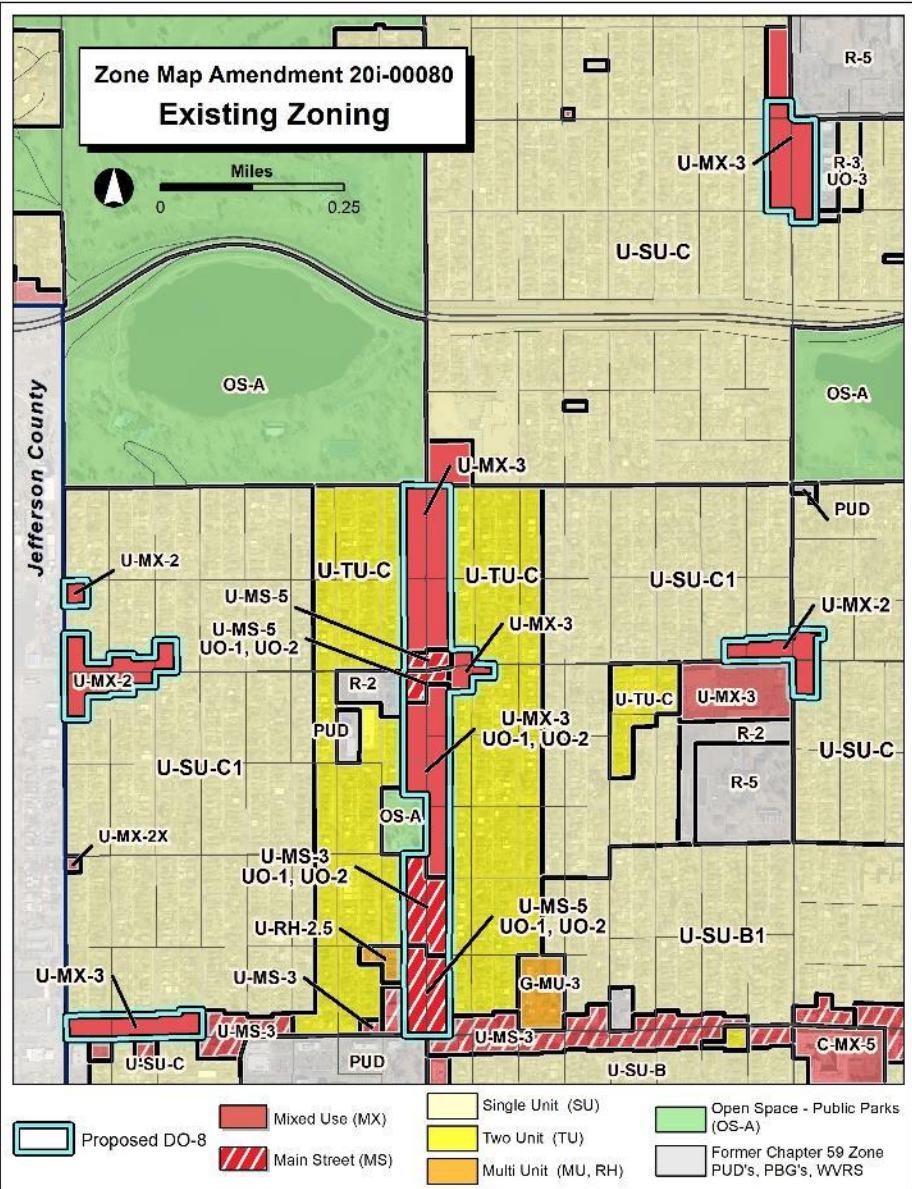 Zone Map Amendment 20i-00080
Existing Zoning
Miles
0
0.25
R-5
U-MX-3
R-3,
UO-3
U-SU-C
OS-A
OS-A
Jefferson County
U-MX-3
PUD
U-MX-2
U-TU-C
U-TU-C
U-SU-C1
U-MS-5
U-MX-2
U-MS-5
UO-1, UO-2
U-MX-3
U-MX-2
R-2
U-TU-C
U-MX-3
PUD
U-MX-3
UO-1, UO-2
R-2
U-SU-C1
U-SU-C
R-5
OS-A
U-MX-2X
U-MS-3
UO-1, UO-2
U-MS-5
UO-1, UO-2
U-RH-2.5
U-SU-B1
U-MX-3
U-MS-3
G-MU-3
U-MS-3
U-MS-3
C-MX-5
U-SU-C
PUD
U-SU-B
Proposed DO-8
Mixed Use (MX)
Main Street (MS)
Single Unit (SU)
Two Unit (TU)
Multi Unit (MU, RH)
Open Space - Public Parks
(OS-A)
Former Chapter 59 Zone
PUD's, PBG's, WVRS